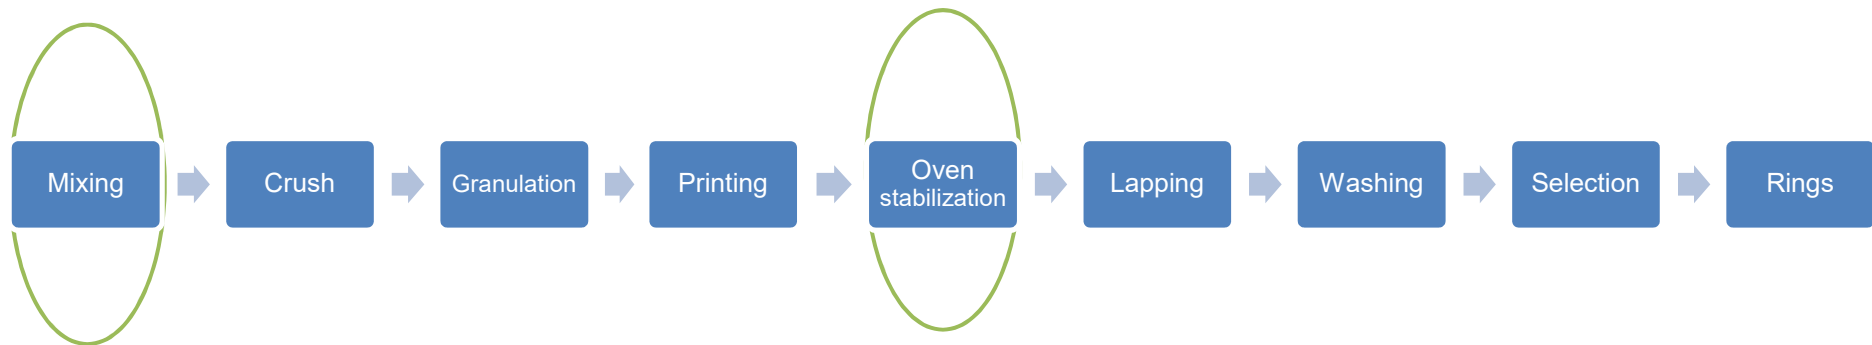 Mixing
Crush
Granulation
Printing
Oven
stabilization
Lapping
Washing
Selection
Rings